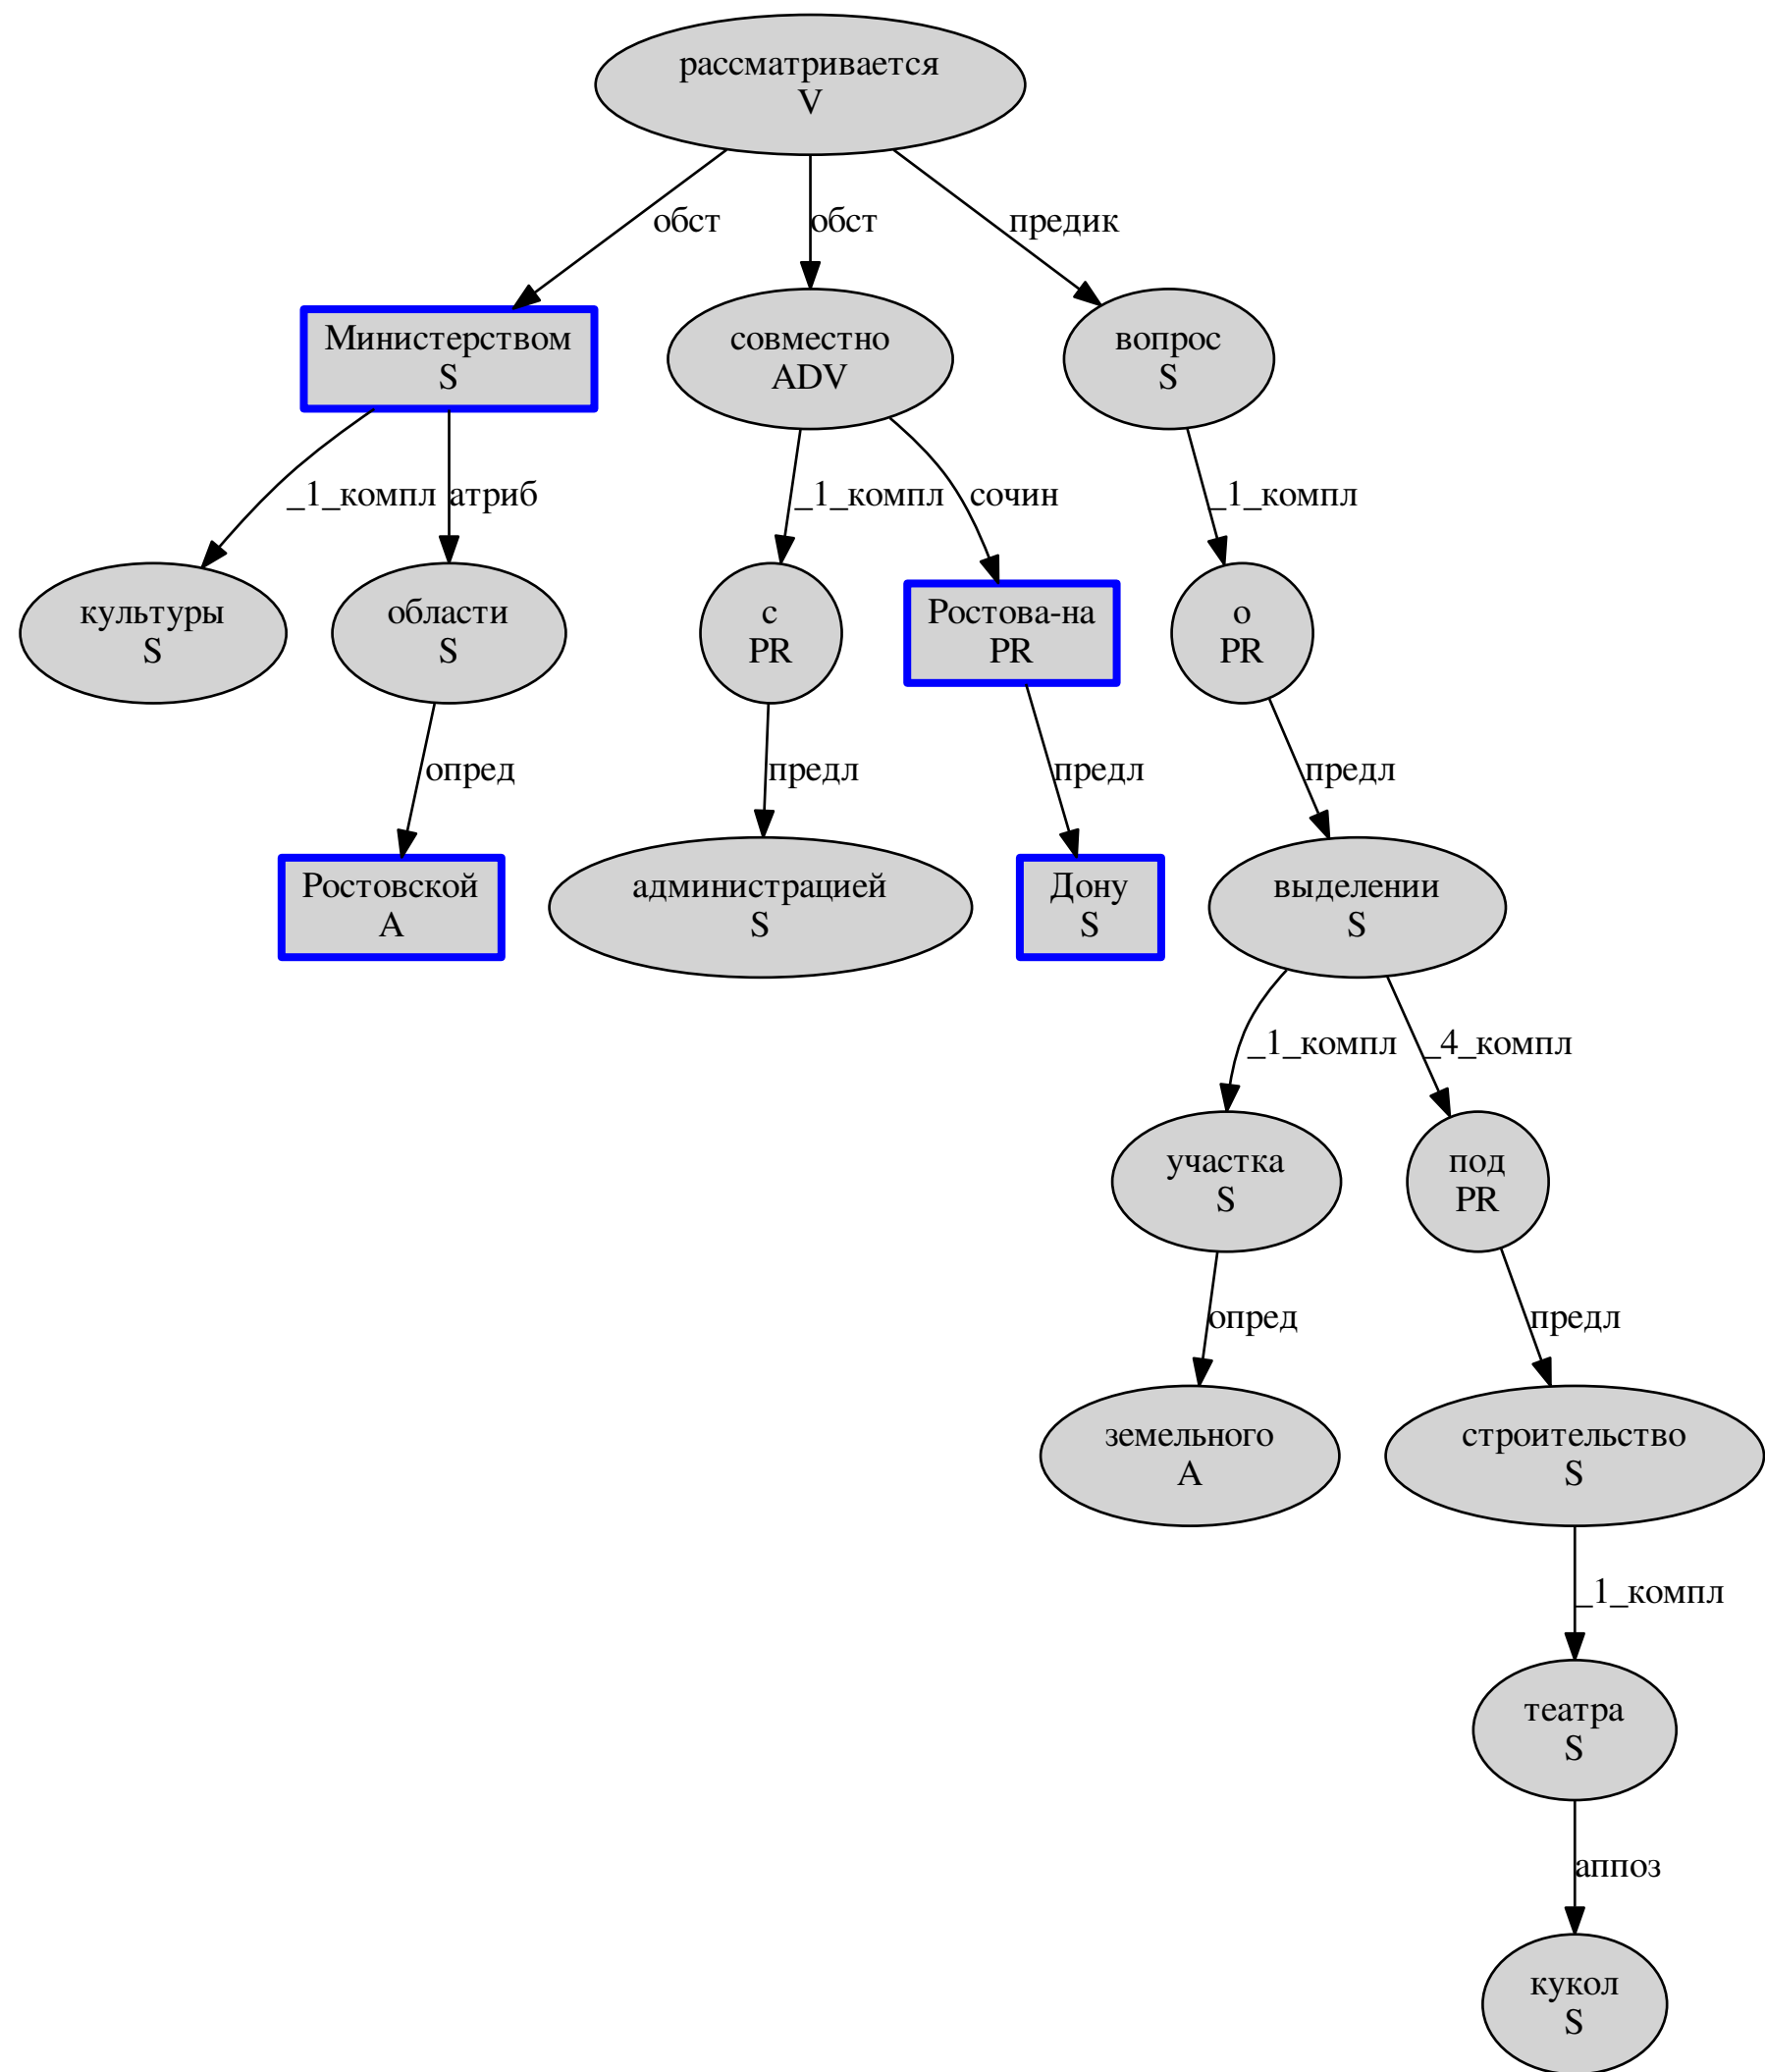 рассматривается
V
обст
обст
предик
Министерством
S
совместно
ADV
вопрос
S
_1_компл
атриб
_1_компл
сочин
_1_компл
культуры
S
области
S
с
PR
Ростова-на
PR
о
PR
опред
предл
предл
предл
Ростовской
A
администрацией
S
Дону
S
выделении
S
_1_компл
_4_компл
участка
S
под
PR
опред
предл
земельного
A
строительство
S
_1_компл
театра
S
аппоз
кукол
S